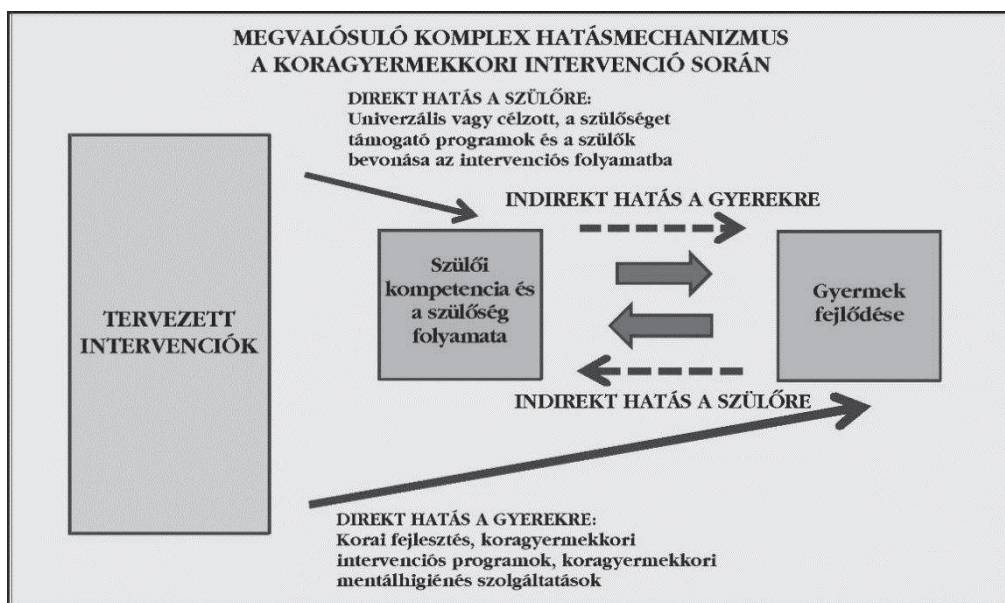 MEGVALÓSULÓ KOMPLEX HATÁSMECHANIZMUS
A KORAGYERMEKKORI INTERVENCIÓ SORÁN
DIREKT HATÁS A SZÜLŐRE:
Univerzális vagy célzott, a szülőséget
támogató programok és a szülők
bevonása az intervenciós folyamatba
INDIREKT HATÁS A GYEREKRE
TERVEZETT
INTERVENCIÓK
Szülői
kompetencia és
a szülőség
folyamata
Gyermek
fejlődése
INDIREKT HATÁS A SZÜLŐRE
DIREKT HATÁS A GYEREKRE:
Korai fejlesztés, koragyermekkori
intervenciós programok, koragyermekkori
mentálhigiénés szolgáltatások